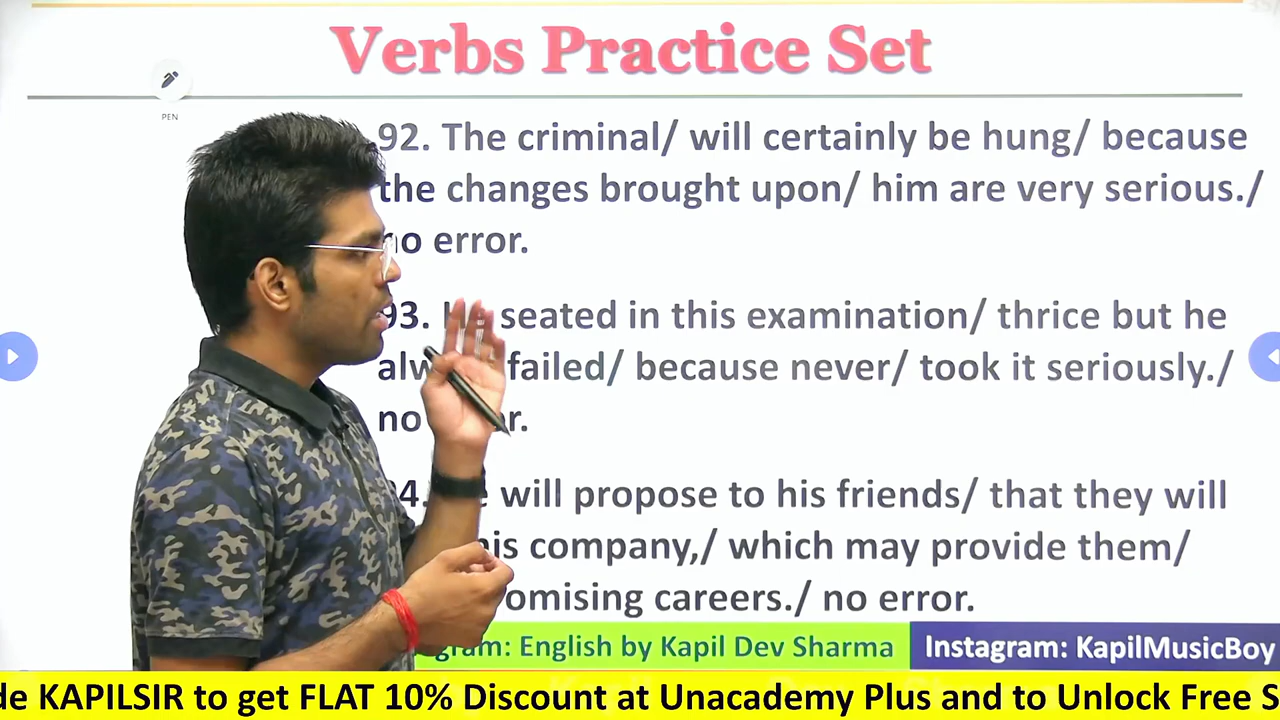 Verbs Practice Set
PEN
92. The criminal/ will certainly be hung/ because
the changes brought upon/ him are very serious./
no error.
93. He seated in this examination/ thrice but he
failed/ because never/ took it seriously./
no
will propose to his friends/ that they will
company,/ which may provide them/
careers./ no error.
English by Kapil Dev Sharma
Instagram: KapilMusicBoy
KAPILSIR to get FLAT 10% Discount at Unacademy Plus and to Unlock Free